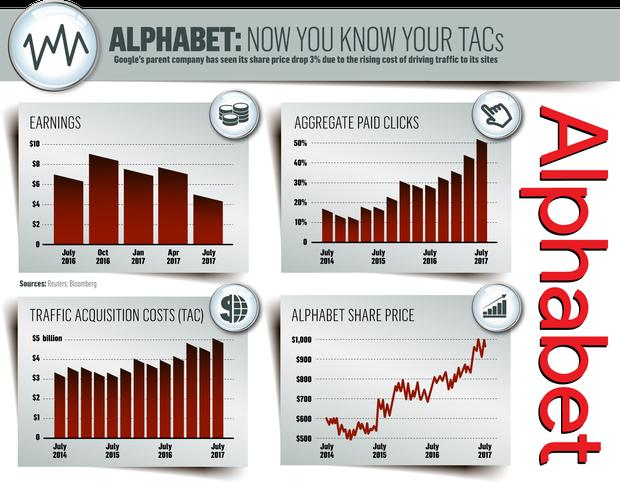 ALPHABET: NOW YOU KNOW YOUR TACs
Google's parent company has seen its share price drop 3% due to the rising cost of driving traffic to its sites
EARNINGS
$10
$8
$6
$4
$2
0
July 2016
Oct 2016
Jan 2017
Apr 2017
July 2017
AGGREGATE PAID CLICKS
50%
40%
30%
20%
10%
0
July 2014
July 2015
July 2016
July 2017
Sources: Reuters; Bloomberg
TRAFFIC ACQUISITION COSTS (TAC)
$
$5 billion
$4
$3
$2
$1
0
July 2014
July 2015
July 2016
July 2017
ALPHABET SHARE PRICE
$1,000
$900
$800
$700
$600
$500
July 2014
July 2015
July 2016
July 2017
Alphabet